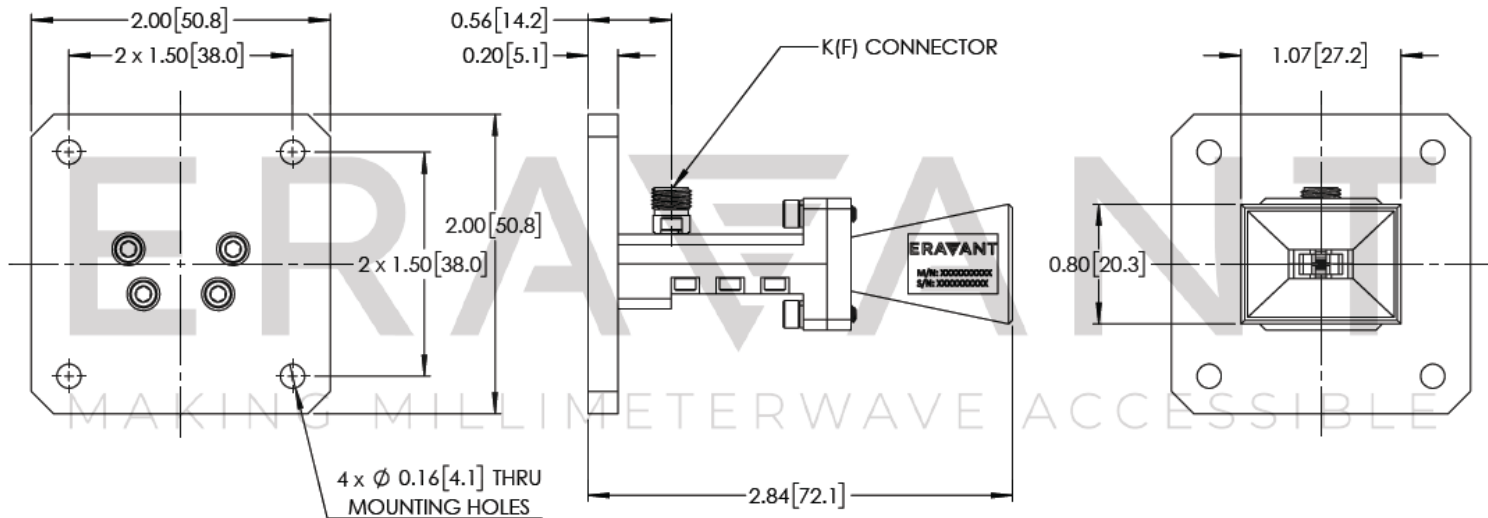 2.00[50.8]
2 x 1.50[38.0]
0.56[14.2]
0.20[5.1]
K(F) CONNECTOR
1.07[27.2]
2.00[50.8]
2 x 1.50[38.0]
0.80[20.3]
ERAVANT
M/N: XXXXXXXXXX
S/N: XXXXXXXXXX
ERAVANT
MAKING MILLIMETERWAVE ACCESSIBLE
4 x Ø 0.16[4.1] THRU
MOUNTING HOLES
2.84[72.1]